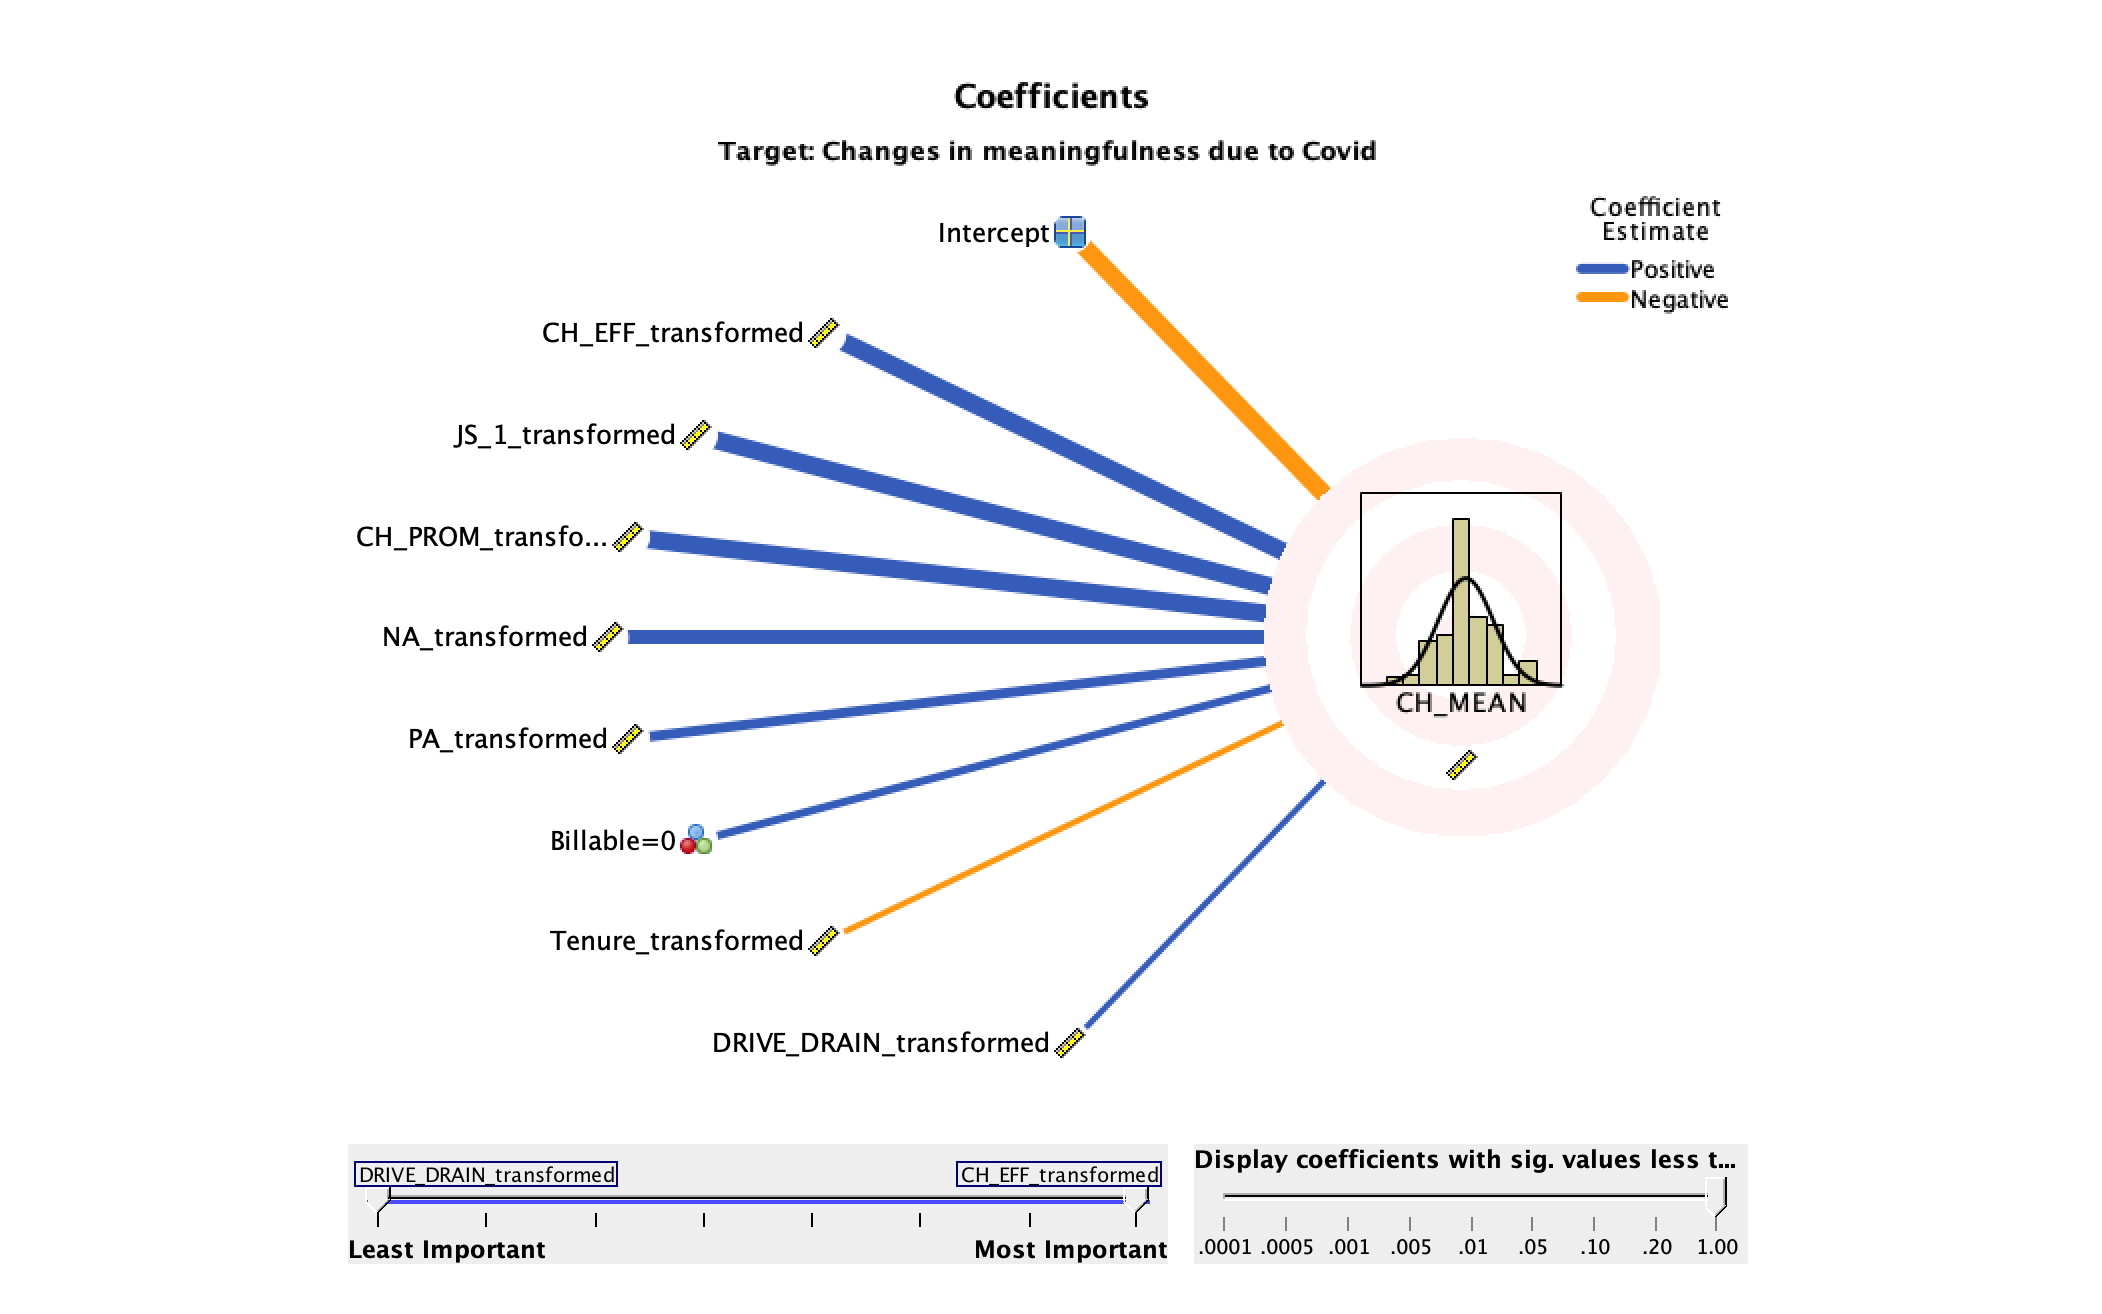 Coefficients
Target: Changes in meaningfulness due to Covid
Coefficient
Estimate
Positive
Negative
Intercept
CH_EFF_transformed
JS_1_transformed
CH_PROM_transfo...
NA_transformed
PA_transformed
Billable=0
Tenure_transformed
DRIVE_DRAIN_transformed
CH_MEAN
DRIVE_DRAIN_transformed CH_EFF_transformed
Least Important Most Important
Display coefficients with sig. values less t...
.0001 .0005 .001 .005 .01 .05 .10 .20 1.00